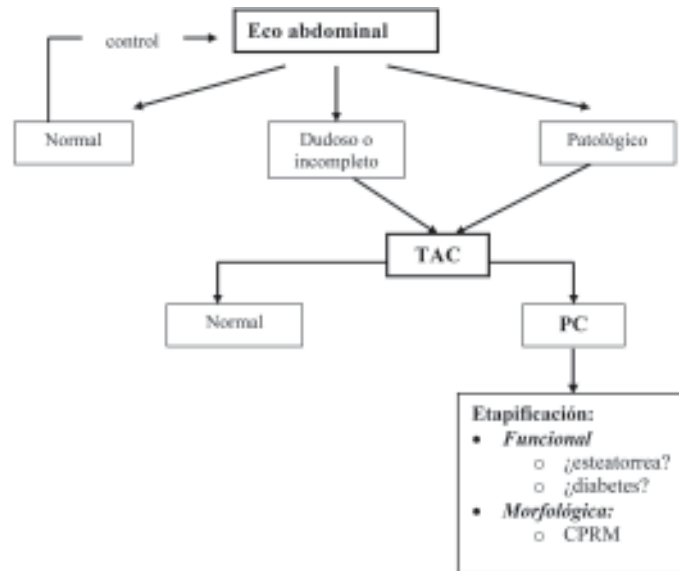 Eco abdominal
control
Normal
Dudoso o
incompleto
Patológico
TAC
Normal
PC
Etapificación:
• Funcional
o ¿esteatorrea?
o ¿diabetes?
• Morfológica:
o CPRM